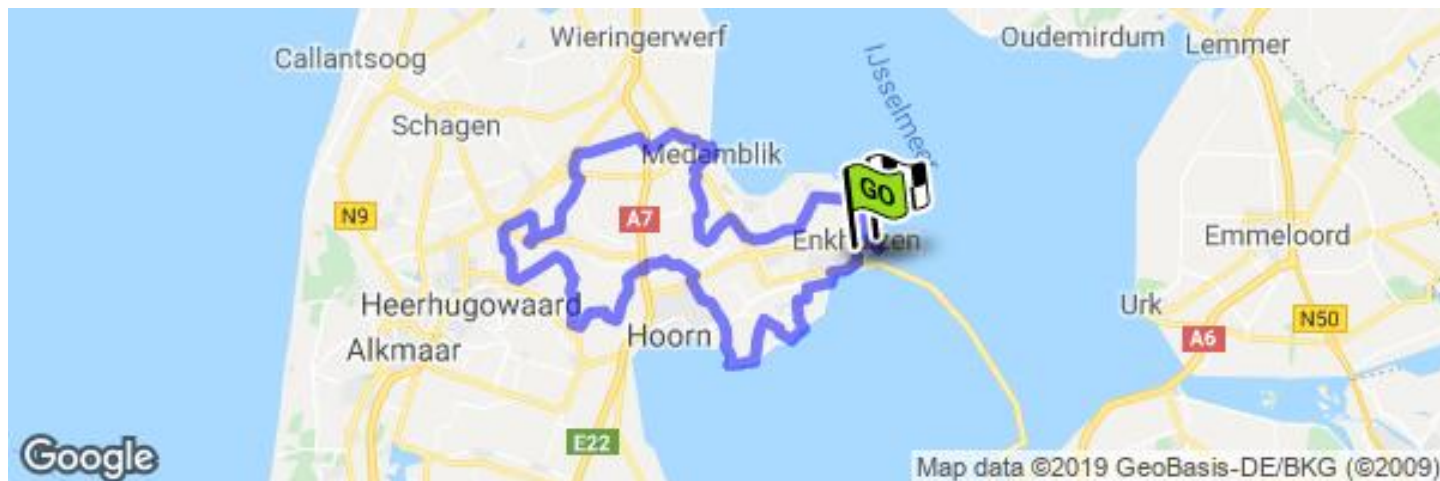 Wieringerwerf
Oudemirdum
Lemmer
Callantsoog
IJsselmeer
Schagen
Medemblik
GO
N9
A7
Enkhuizen
Emmeloord
Heerhugowaard
Urk
N50
Hoorn
A6
Alkmaar
E22
Google
Map data ©2019 GeoBasis-DE/BKG (©2009)